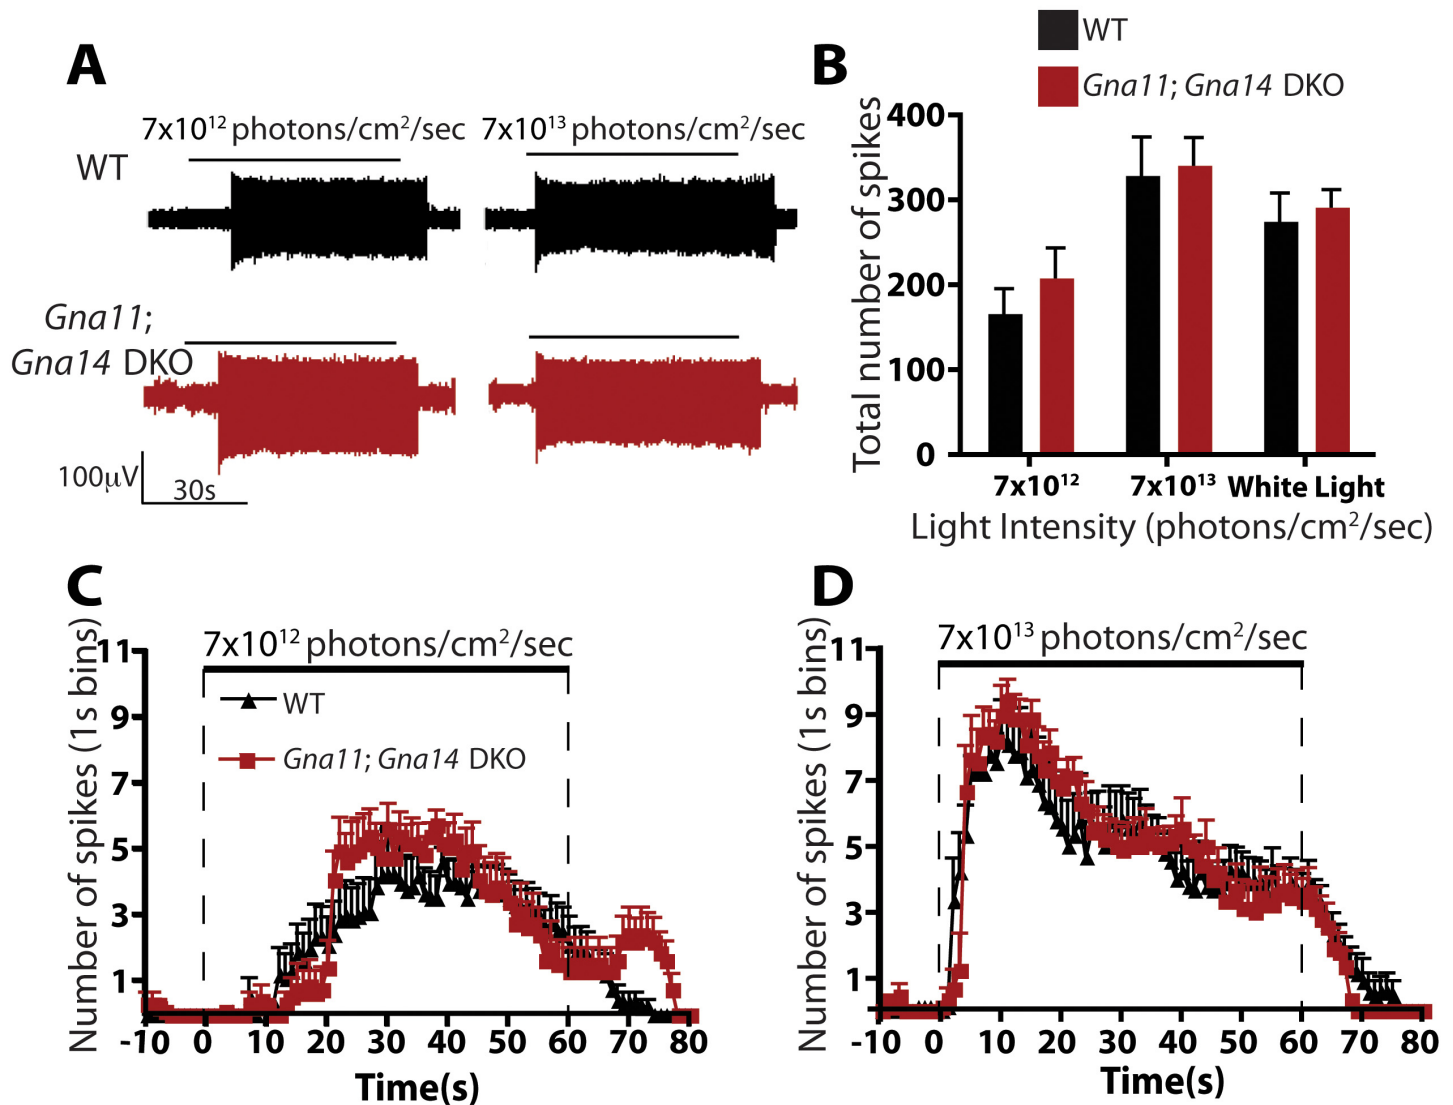 A
7x10¹² photons/cm²/sec
7x10¹³ photons/cm²/sec
WT
Gna11;
Gna14 DKO
100μV
30s
B
WT
Gna11; Gna14 DKO
Total number of spikes
400
300
200
100
0
7x10¹²
7x10¹³
White Light
Light Intensity (photons/cm²/sec)
C
7x10¹² photons/cm²/sec
WT
Gna11; Gna14 DKO
Number of spikes (1s bins)
11
9
7
5
3
1
-10 0 10 20 30 40 50 60 70 80
Time(s)
D
7x10¹³ photons/cm²/sec
Number of spikes (1s bins)
11
9
7
5
3
1
-10 0 10 20 30 40 50 60 70 80
Time(s)